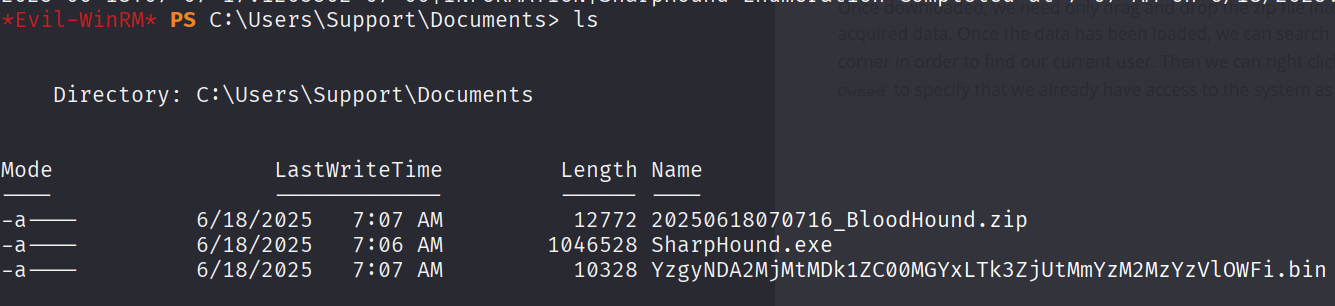 *Evil-WinRM* PS C:\Users\Support\Documents> ls
acquired data. Once the data has been loaded, we can search
corner in order to find our current user. Then we can right clic
Owned, to specify that we already have access to the system as
    Directory: C:\Users\Support\Documents
Mode                LastWriteTime         Length Name
----                -------------         ------ ----
-a----        6/18/2025   7:07 AM          12772 20250618070716_BloodHound.zip
-a----        6/18/2025   7:06 AM        1046528 SharpHound.exe
-a----        6/18/2025   7:07 AM          10328 YzgyNDA2MjMtMDk1ZC00MGYxLTk3ZjUtMmYzM2MzYzVlOWFi.bin